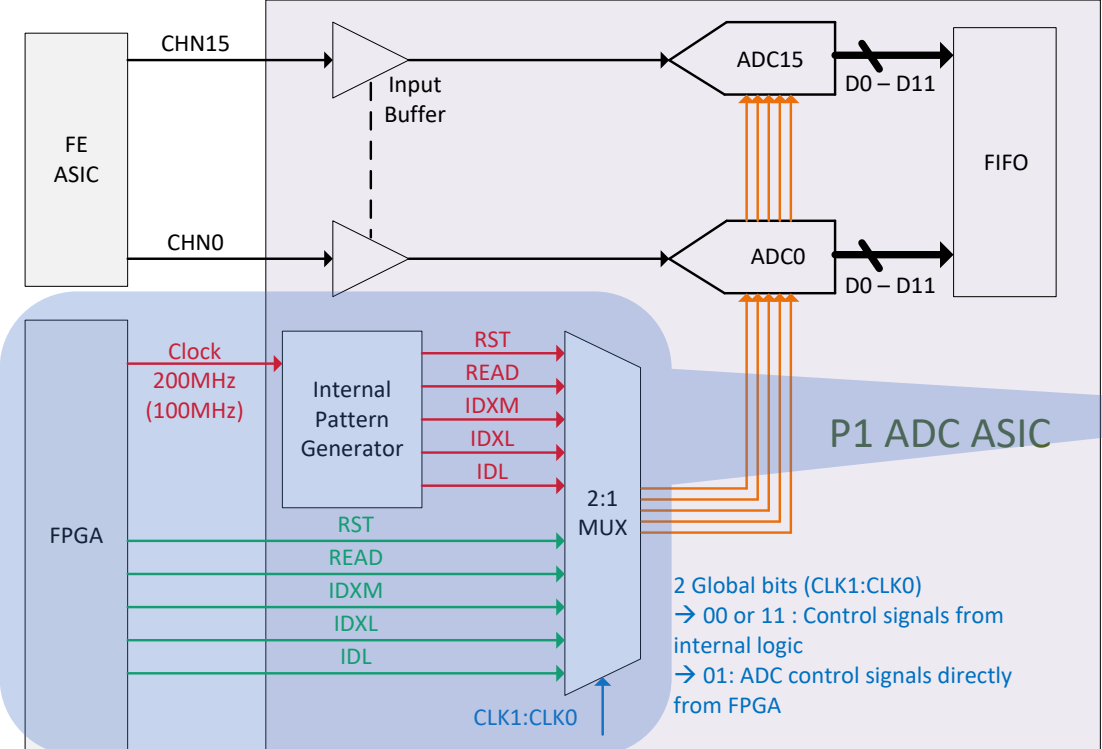 CHN15
Input
Buffer
ADC15
D0 – D11
FE
ASIC
FIFO
CHN0
ADC0
D0 – D11
Clock
200MHz
(100MHz)
Internal
Pattern
Generator
RST
READ
IDXM
IDXL
IDL
P1 ADC ASIC
2:1
MUX
FPGA
RST
READ
IDXM
IDXL
IDL
2 Global bits (CLK1:CLK0)
→ 00 or 11 : Control signals from
internal logic
→ 01: ADC control signals directly
from FPGA
CLK1:CLK0